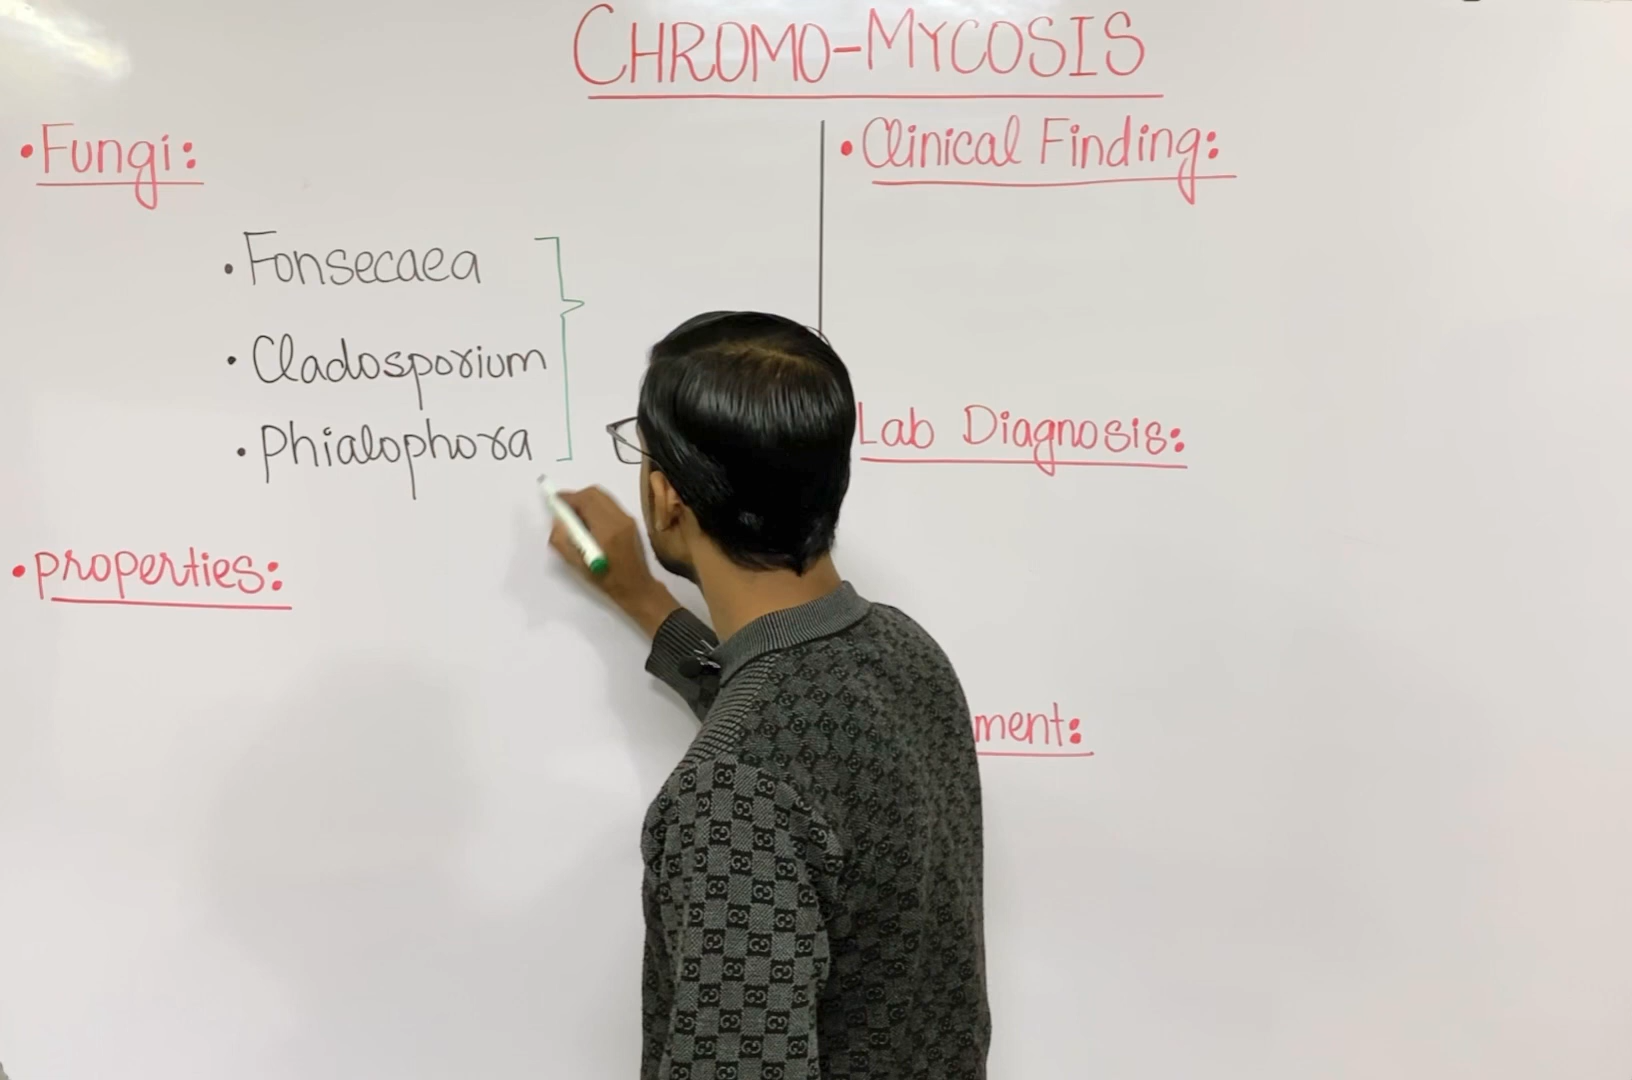 CHROMO-MYCOSIS
• Fungi:
• Fonsecaea
• Cladosporium
• Phialophora
• properties:
• Clinical Finding:
Lab Diagnosis:
ment: